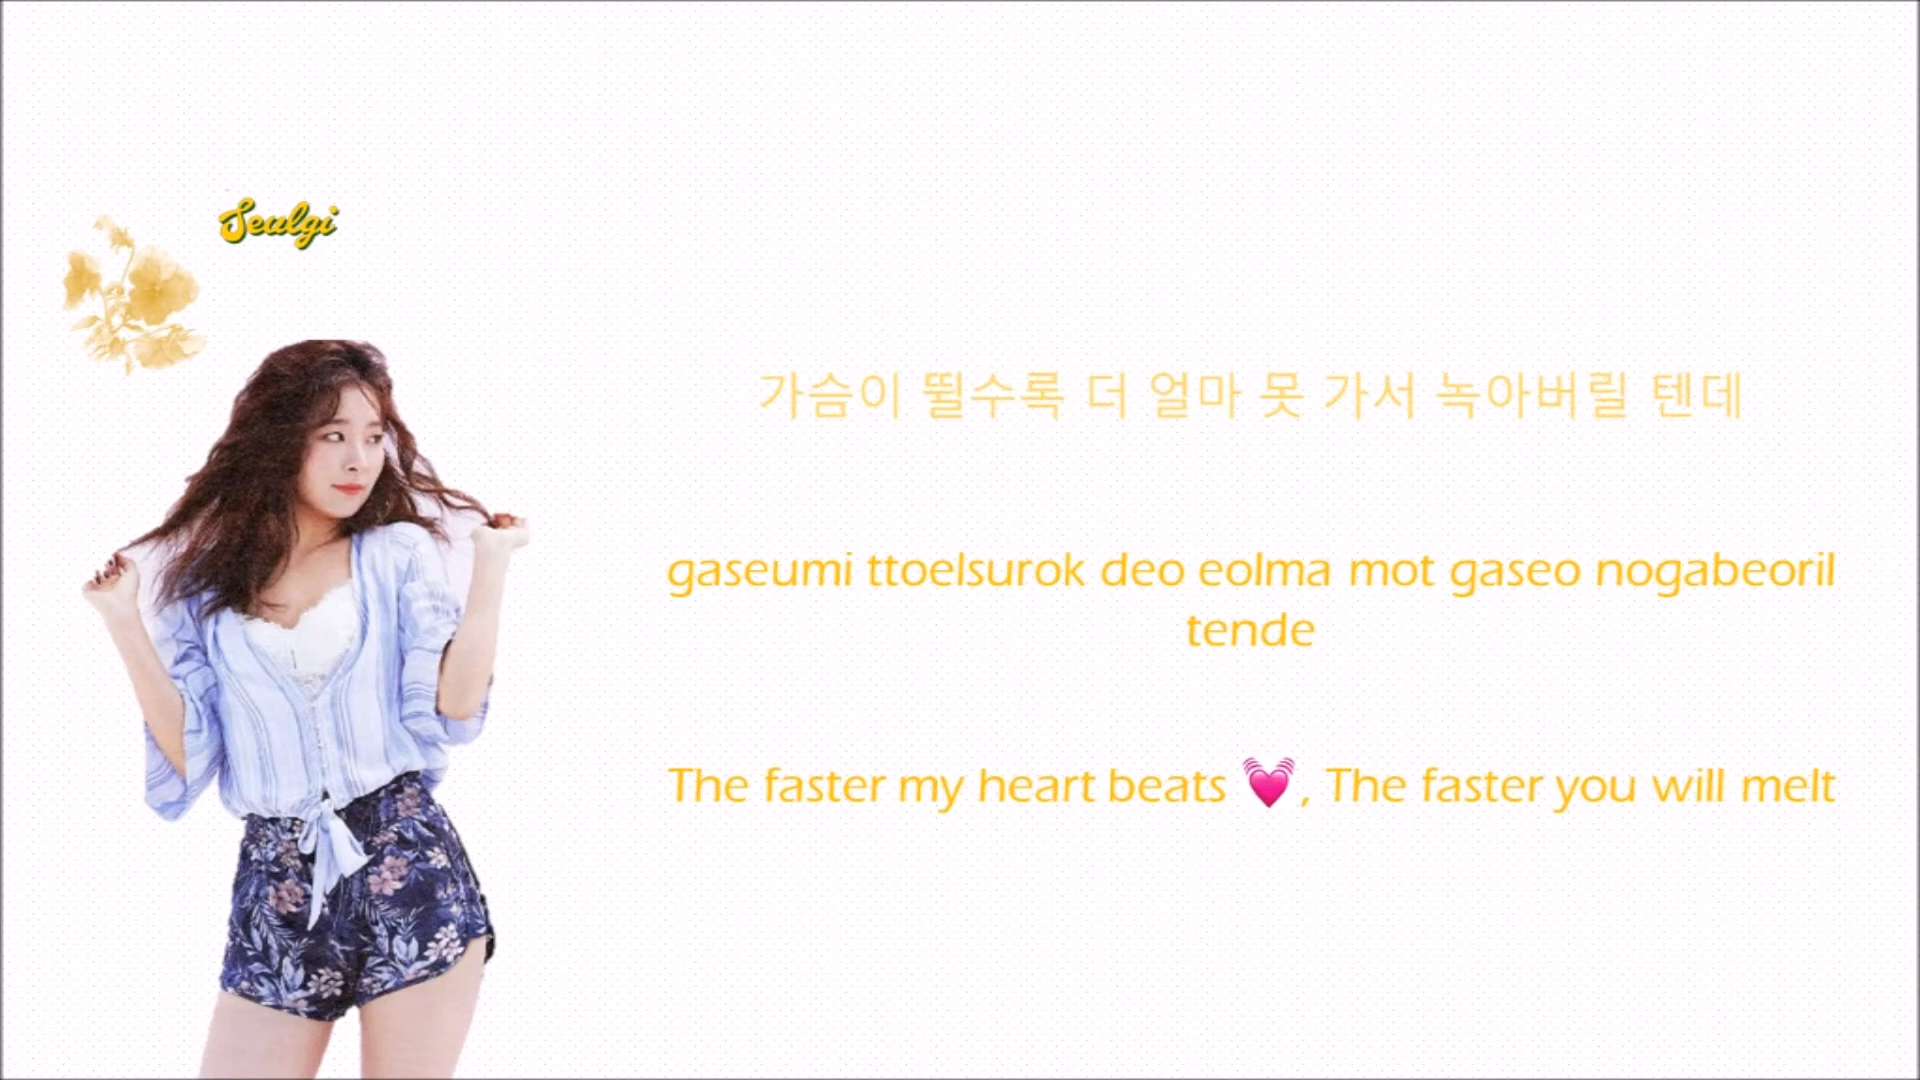 Seulgi
가슴이 뛸수록 더 얼마 못 가서 녹아버릴 텐데
gaseumi ttoelsurok deo eolma mot gaseo nogabeoril
tende
The faster my heart beats 💓, The faster you will melt